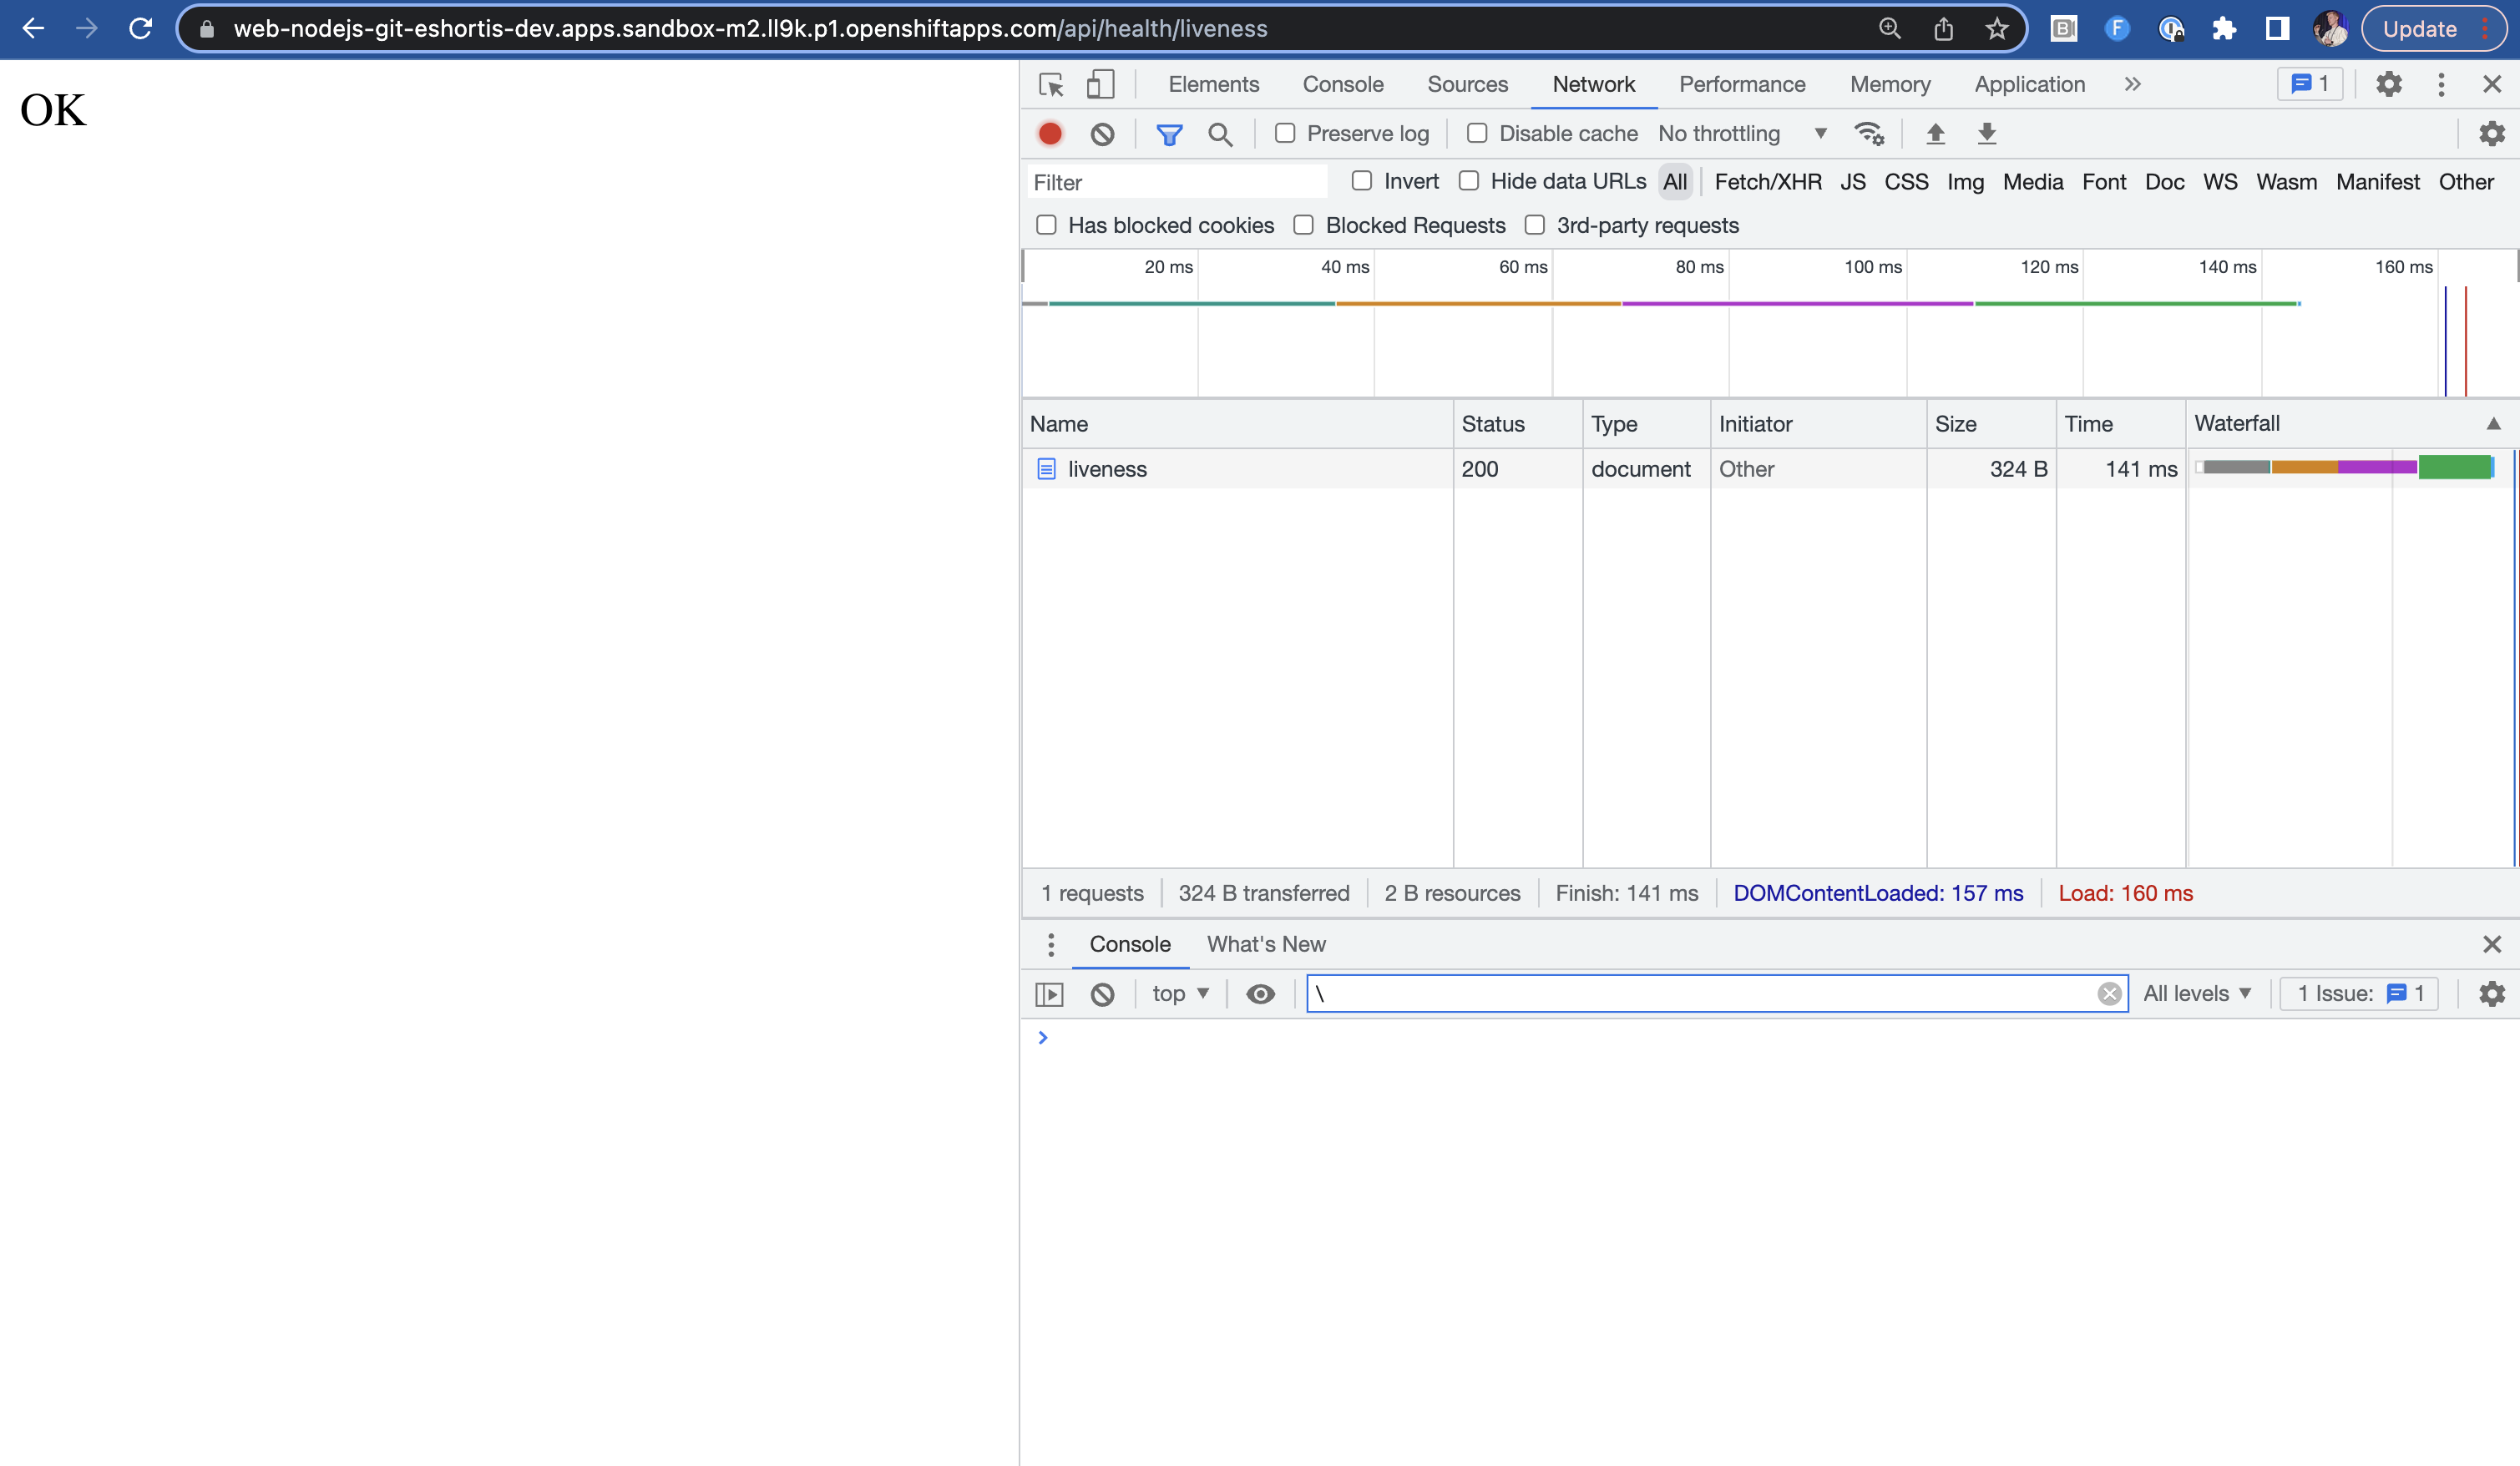 web-nodejs-git-eshortis-dev.apps.sandbox-m2.ll9k.p1.openshiftapps.com/api/health/liveness
F
Update
OK
Elements Console Sources Network Performance Memory Application » 1
Preserve log Disable cache No throttling
Filter Invert Hide data URLs All Fetch/XHR JS CSS Img Media Font Doc WS Wasm Manifest Other
Has blocked cookies Blocked Requests 3rd-party requests
20 ms 40 ms 60 ms 80 ms 100 ms 120 ms 140 ms 160 ms
Name Status Type Initiator Size Time Waterfall
liveness 200 document Other 324 B 141 ms
1 requests 324 B transferred 2 B resources Finish: 141 ms DOMContentLoaded: 157 ms Load: 160 ms
Console What's New
top \ All levels 1 Issue: 1